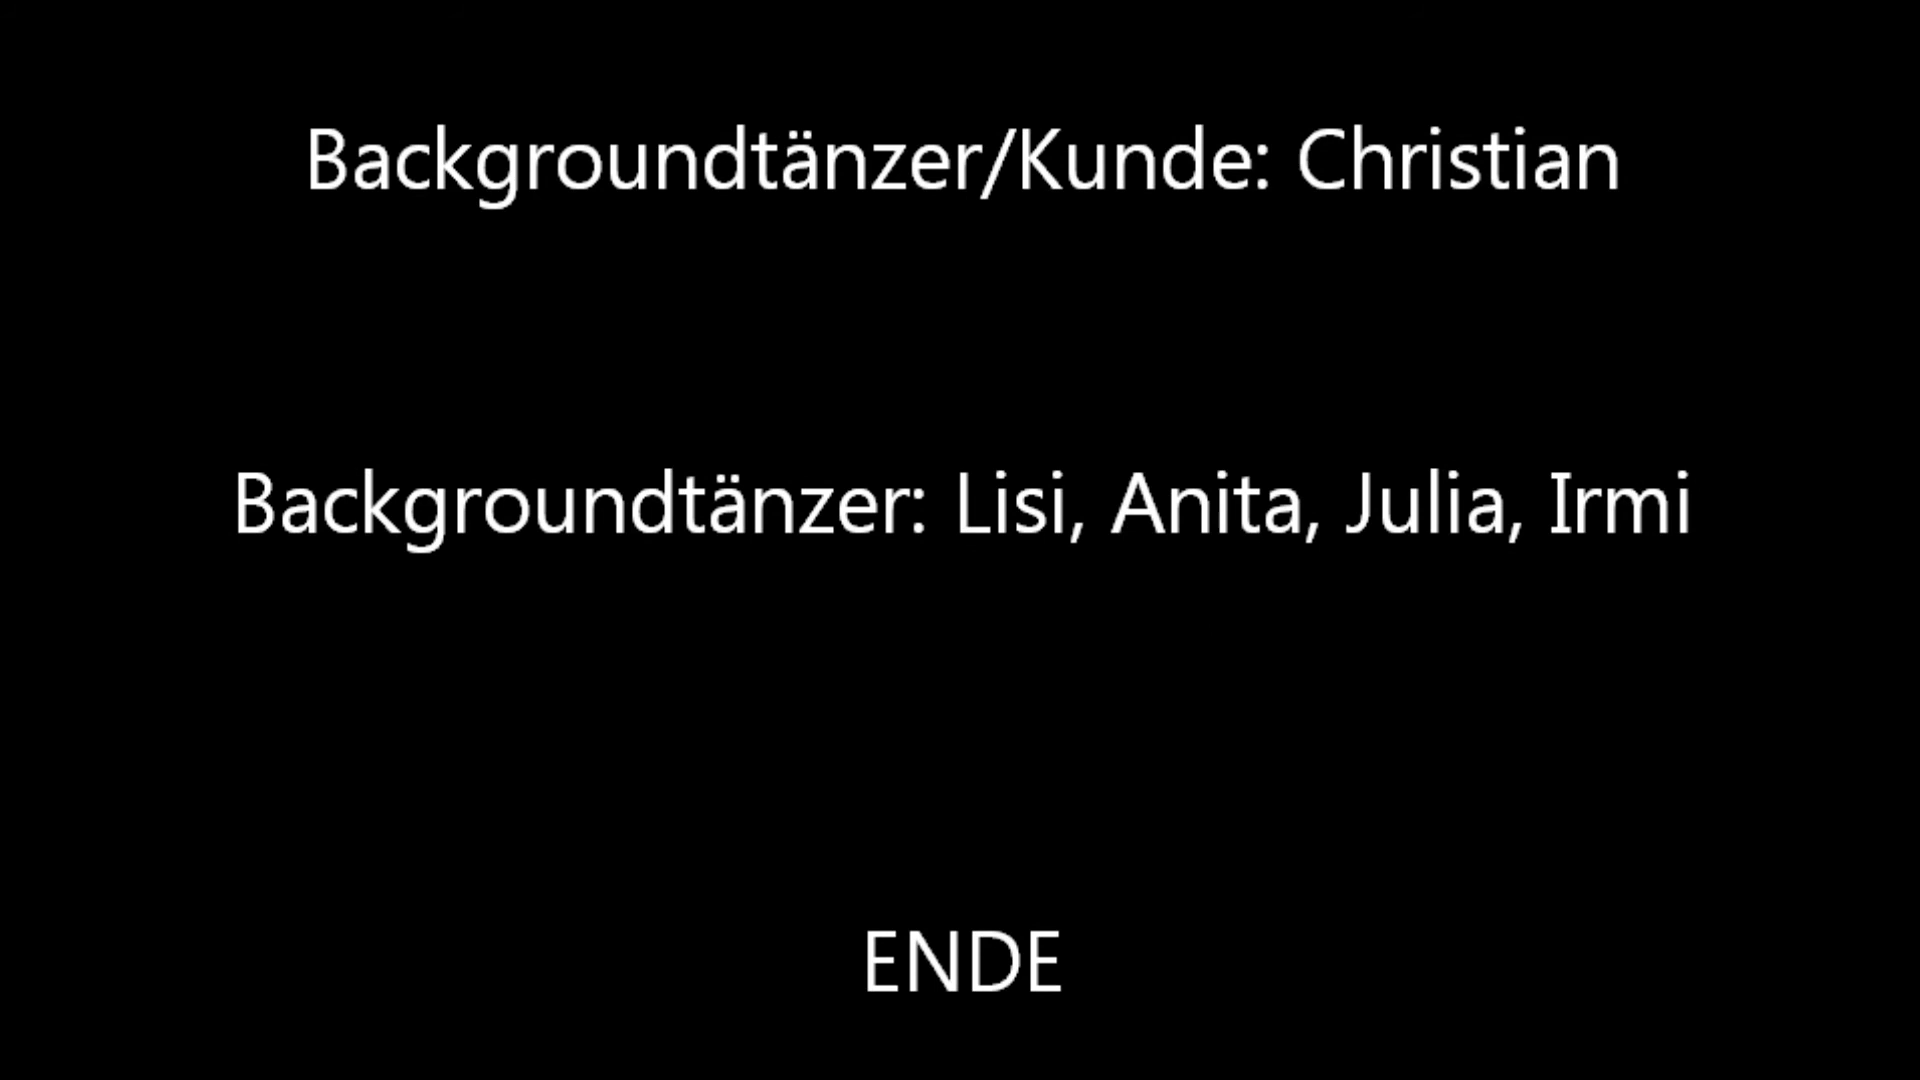 Backgroundtänzer/Kunde: Christian
Backgroundtänzer: Lisi, Anita, Julia, Irmi
ENDE